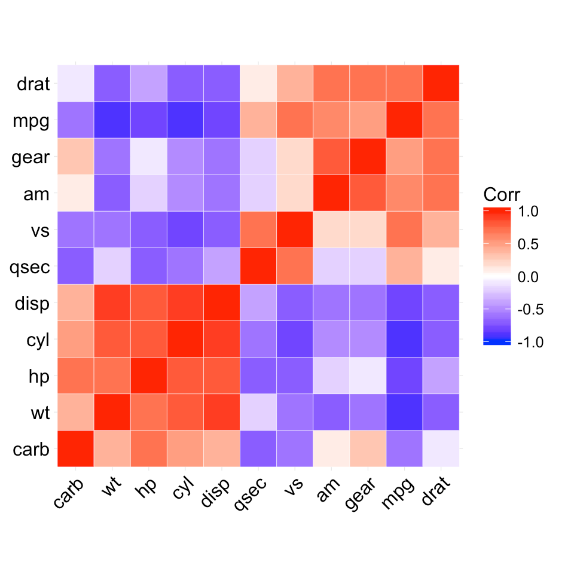 drat
mpg
gear
am
vs
qsec
disp
cyl
hp
wt
carb
carb wt hp cyl disp qsec vs am gear mpg drat
Corr
1.0
0.5
0.0
-0.5
-1.0